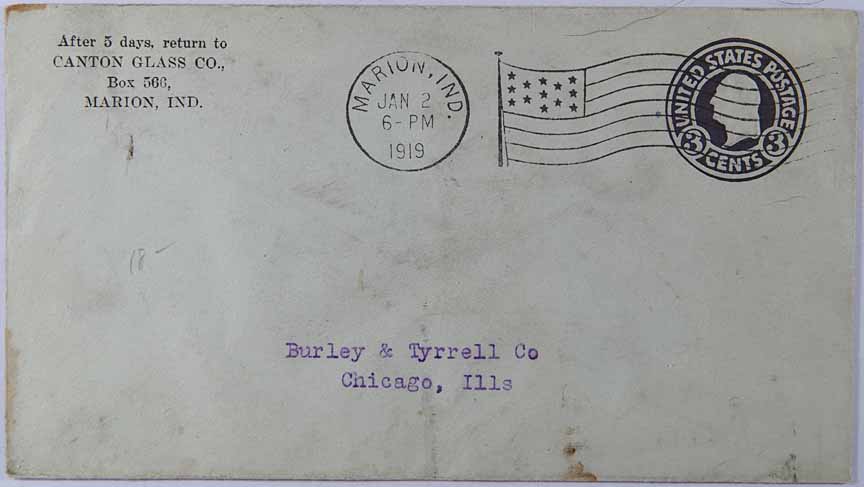 After 5 days, return to
CANTON GLASS CO.,
Box 566,
MARION, IND.
MARION, IND.
JAN 2
6-PM
1919
UNITED STATES POSTAGE
3 CENTS 3
18-
Burley & Tyrrell Co
Chicago, Ills